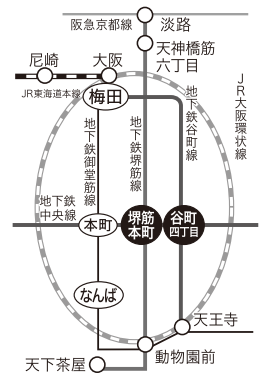 阪急京都線
淡路
天神橋筋
六丁目
尼崎
大阪
JR東海道本線
梅田
JR大阪環状線
地下鉄御堂筋線
地下鉄堺筋線
地下鉄谷町線
地下鉄
中央線
本町
堺筋
本町
谷町
四丁目
なんば
天王寺
動物園前
天下茶屋